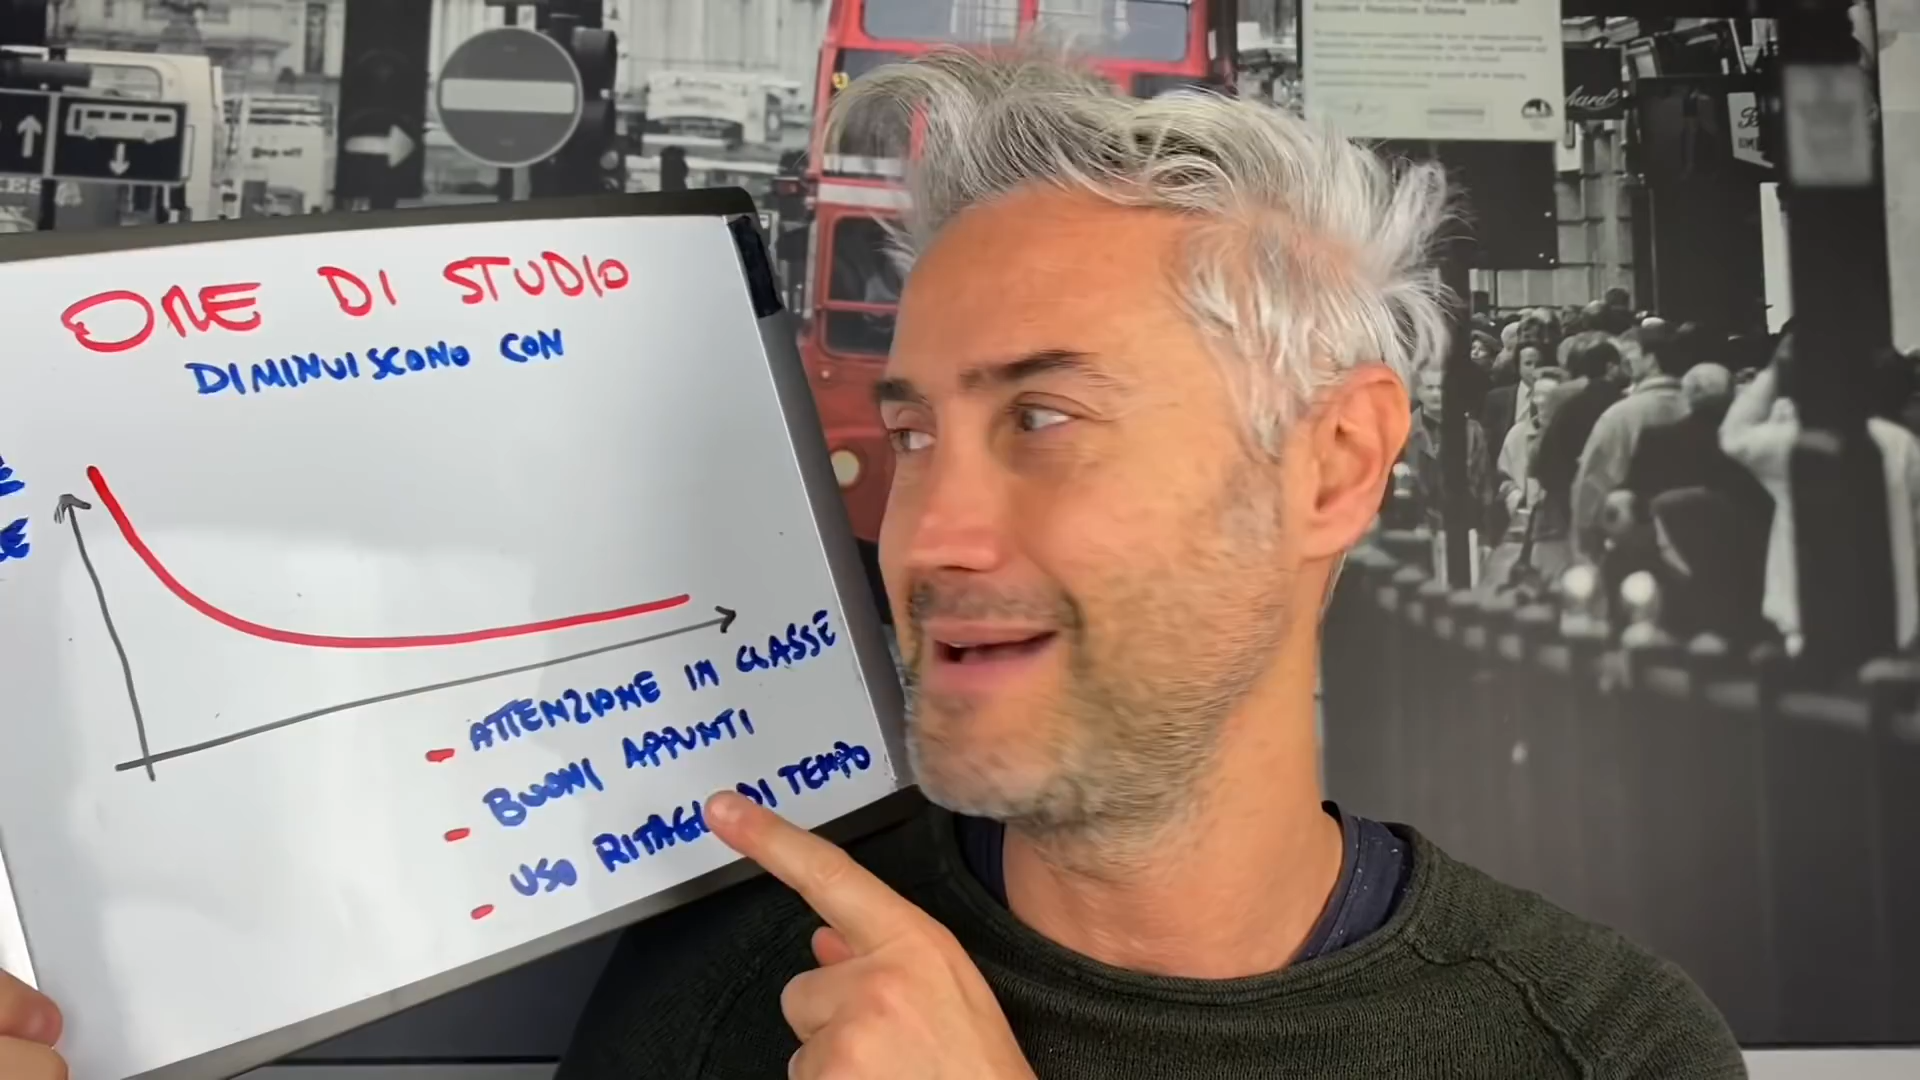 ORE DI STUDIO
DIMINUISCONO CON
- ATTENZIONE IN CLASSE
- BUONI APPUNTI
- USO RITAGLI DI TEMPO